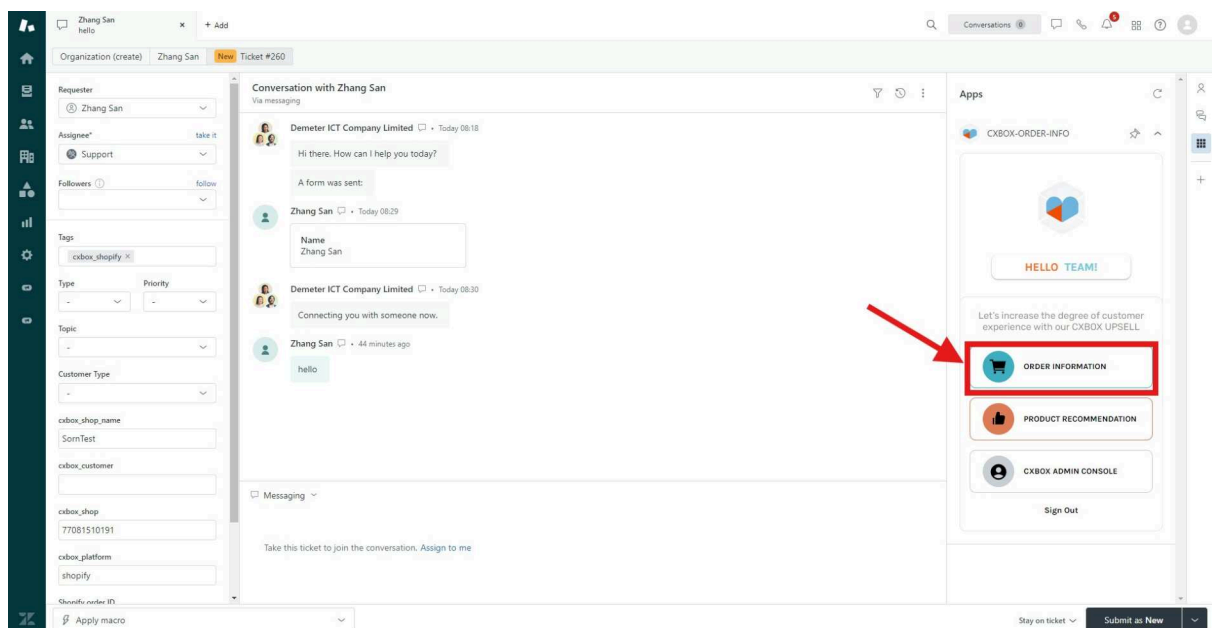 Zhang San
hello
× + Add
Conversations 0
5
Organization (create) Zhang San New Ticket #260
Requester
Zhang San
Assignee* take it
Support
Followers follow
Tags
cxbox_shopify ×
Type Priority
- -
Topic
-
Customer Type
-
cxbox_shop_name
SornTest
cxbox_customer
cxbox_shop
77081510191
cxbox_platform
shopify
Shopify order ID
Apply macro
Conversation with Zhang San
Via messaging
Demeter ICT Company Limited • Today 08:18
Hi there. How can I help you today?
A form was sent:
Zhang San • Today 08:29
Name
Zhang San
Demeter ICT Company Limited • Today 08:30
Connecting you with someone now.
Zhang San • 44 minutes ago
hello
Messaging
Take this ticket to join the conversation. Assign to me
Apps
CXBOX-ORDER-INFO
HELLO TEAM!
Let's increase the degree of customer
experience with our CXBOX UPSELL
ORDER INFORMATION
PRODUCT RECOMMENDATION
CXBOX ADMIN CONSOLE
Sign Out
Stay on ticket Submit as New